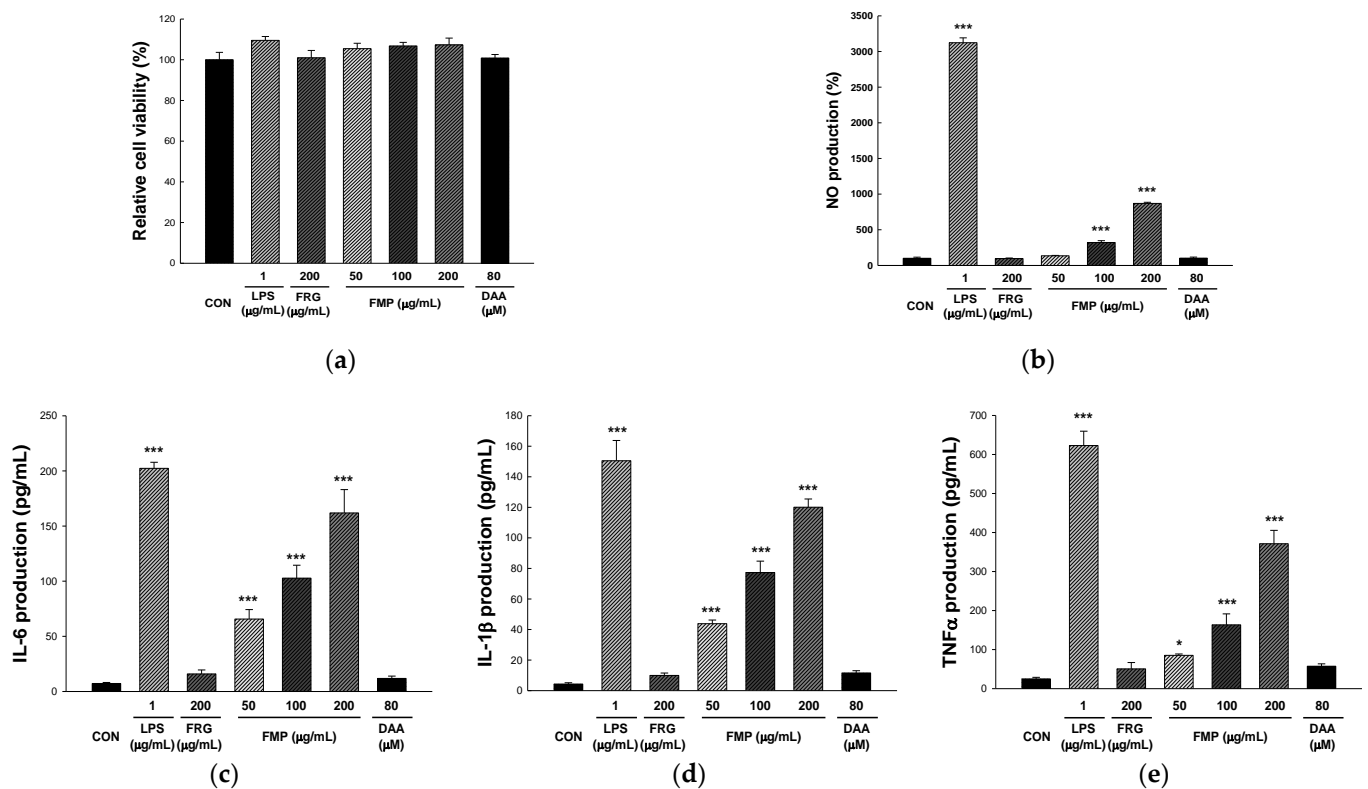 Relative cell viability (%)
120
100
80
60
40
20
0
1 200 50 100 200 80
CON LPS (μg/mL) FRG (μg/mL) FMP (μg/mL) DAA (μM)
(a)
NO production (%)
3500
3000
2500
2000
1500
1000
500
0
*** *** ***
1 200 50 100 200 80
CON LPS (μg/mL) FRG (μg/mL) FMP (μg/mL) DAA (μM)
(b)
IL-6 production (pg/mL)
250
200
150
100
50
0
*** *** *** ***
1 200 50 100 200 80
CON LPS (μg/mL) FRG (μg/mL) FMP (μg/mL) DAA (μM)
(c)
IL-1β production (pg/mL)
180
160
140
120
100
80
60
40
20
0
*** *** *** ***
1 200 50 100 200 80
CON LPS (μg/mL) FRG (μg/mL) FMP (μg/mL) DAA (μM)
(d)
TNFα production (pg/mL)
700
600
500
400
300
200
100
0
*** * *** ***
1 200 50 100 200 80
CON LPS (μg/mL) FRG (μg/mL) FMP (μg/mL) DAA (μM)
(e)